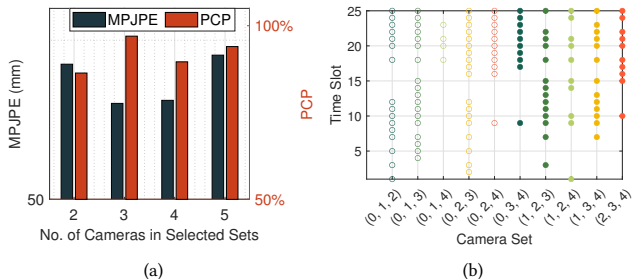 MPJPE
PCP
100%
MPJPE (mm)
PCP
50
50%
2
3
4
5
No. of Cameras in Selected Sets
(a)
25
20
15
10
5
Time Slot
(0, 1, 2)
(0, 1, 3)
(0, 1, 4)
(0, 2, 3)
(0, 2, 4)
(0, 3, 4)
(1, 2, 3)
(1, 2, 4)
(1, 3, 4)
(2, 3, 4)
Camera Set
(b)